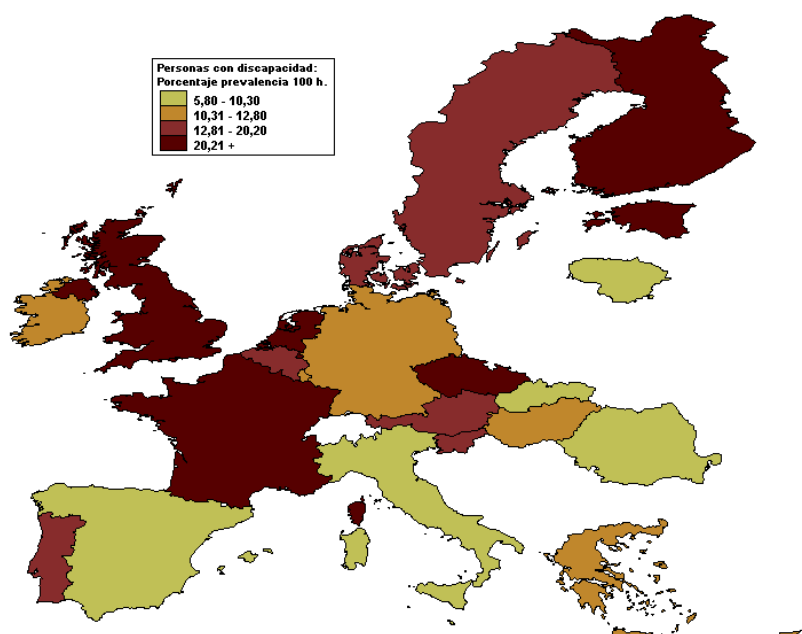 Personas con discapacidad:
Porcentaje prevalencia 100 h.
5,80 - 10,30
10,31 - 12,80
12,81 - 20,20
20,21 +